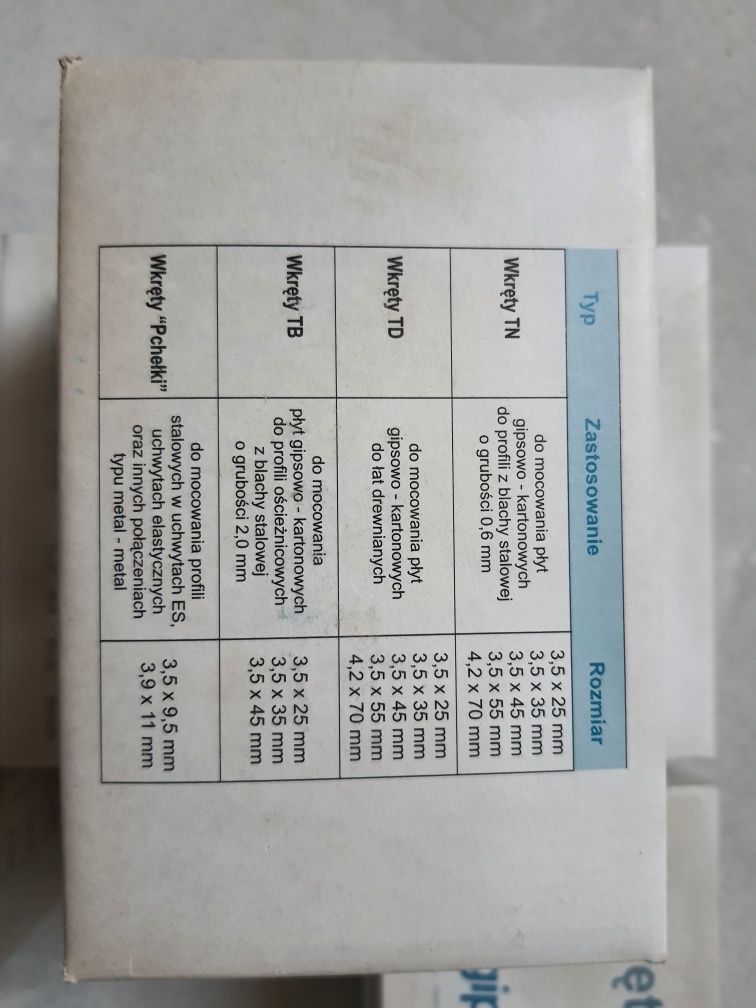 Typ Zastosowanie Rozmiar
Wkręty TN
do mocowania płyt
gipsowo - kartonowych
do profili z blachy stalowej
o grubości 0,6 mm
3,5 x 25 mm
3,5 x 35 mm
3,5 x 45 mm
3,5 x 55 mm
4,2 x 70 mm
Wkręty TD
do mocowania płyt
gipsowo - kartonowych
do łat drewnianych
3,5 x 25 mm
3,5 x 35 mm
3,5 x 45 mm
3,5 x 55 mm
4,2 x 70 mm
Wkręty TB
do mocowania
płyt gipsowo - kartonowych
do profili ościeżnicowych
z blachy stalowej
o grubości 2,0 mm
3,5 x 25 mm
3,5 x 35 mm
3,5 x 45 mm
Wkręty "Pchełki"
do mocowania profili
stalowych w uchwytach ES,
uchwytach elastycznych
oraz innych połączeniach
typu metal - metal
3,5 x 9,5 mm
3,9 x 11 mm